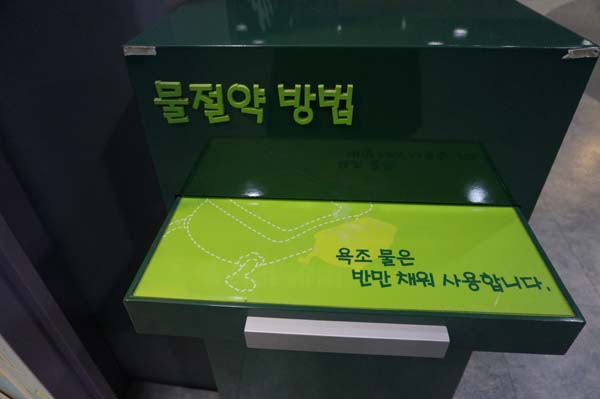 물절약 방법
욕조 물은
반만 채워 사용합니다.